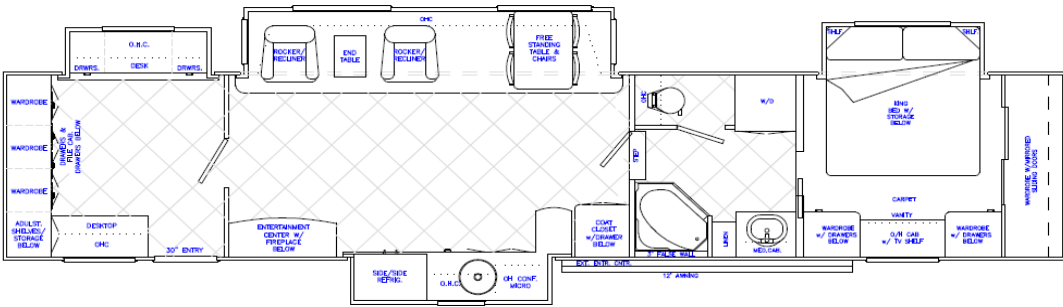 O.H.C.
DESK
DRWRS.
DRWRS.
WARDROBE
WARDROBE
WARDROBE
DRAWERS &
FILE CAB.
DRAWERS BELOW
ADJLST.
SHELVES/
STORAGE
BELOW
DESKTOP
OHC
30" ENTRY
OHC
ROCKER/
RECLINER
END
TABLE
ROCKER/
RECLINER
FREE
STANDING
TABLE &
CHAIRS
ENTERTAINMENT
CENTER W/
FIREPLACE
BELOW
SIDE/SIDE
REFRIG.
O.H.C.
OH CONF.
MICRO
COAT
CLOSET
w/DRAWER
BELOW
EXT. ENTR. CNTR.
12' AWNING
OHC
STEP
W/D
3" FALSE WALL
LINEN
MED.CAB.
SHLF.
SHLF.
KING
BED W/
STORAGE
BELOW
CARPET
VANITY
WARDROBE
w/ DRAWERS
BELOW
O/H CAB
w/ TV SHELF
WARDROBE
w/ DRAWERS
BELOW
WARDROBE W/MIRRORED
SLIDING DOORS